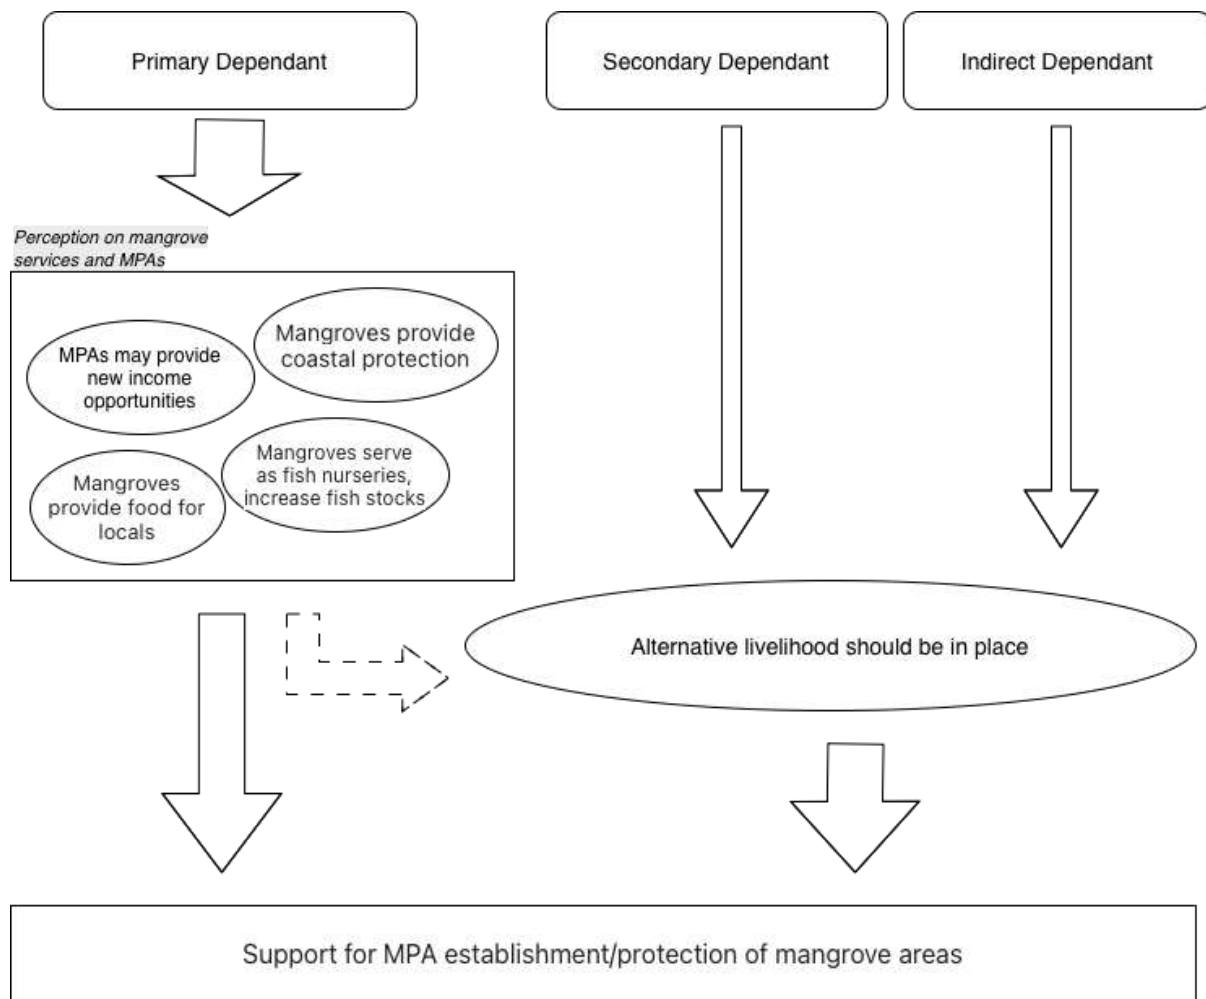 Primary Dependant
Secondary Dependant
Indirect Dependant
Perception on mangrove
services and MPAs
MPAs may provide
new income
opportunities
Mangroves provide
coastal protection
Mangroves provide food for
locals
Mangroves serve
as fish nurseries,
increase fish stocks
Alternative livelihood should be in place
Support for MPA establishment/protection of mangrove areas